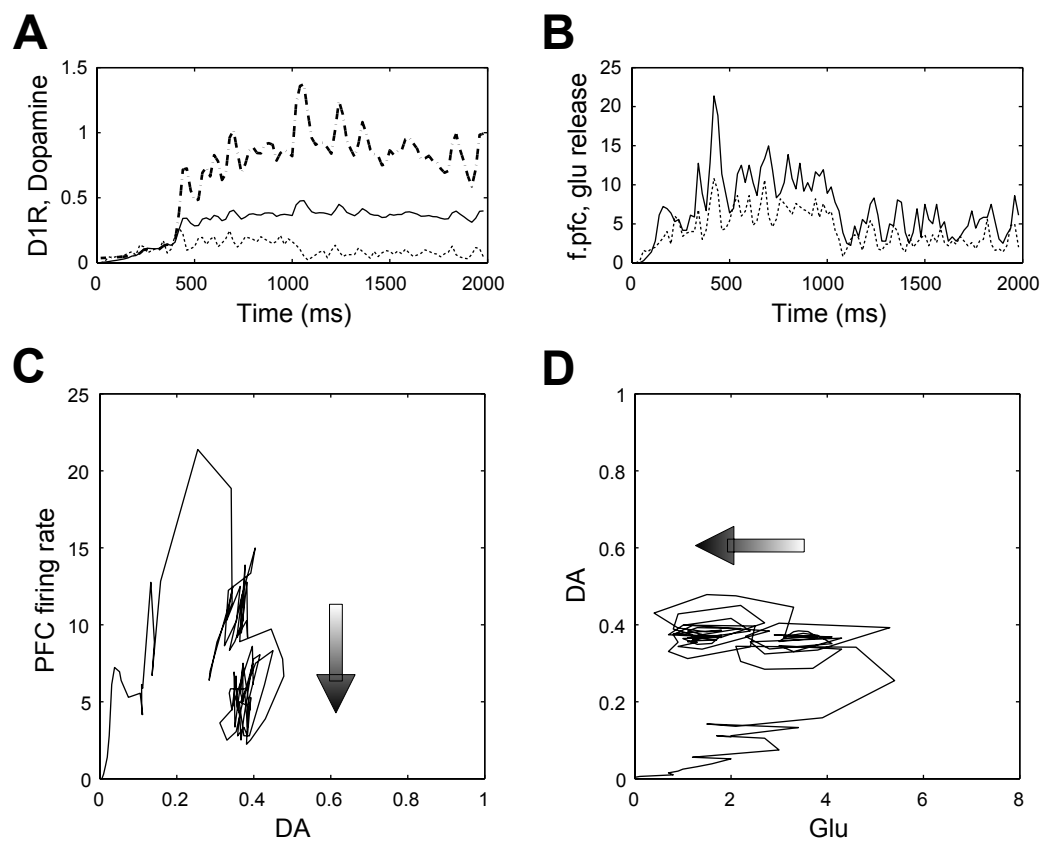 A
D1R, Dopamine
1.5
1
0.5
0
0 500 1000 1500 2000
Time (ms)
B
f.pfc, glu release
25
20
15
10
5
0
0 500 1000 1500 2000
Time (ms)
C
PFC firing rate
25
20
15
10
5
0
0 0.2 0.4 0.6 0.8 1
DA
D
DA
1
0.8
0.6
0.4
0.2
0
0 2 4 6 8
Glu